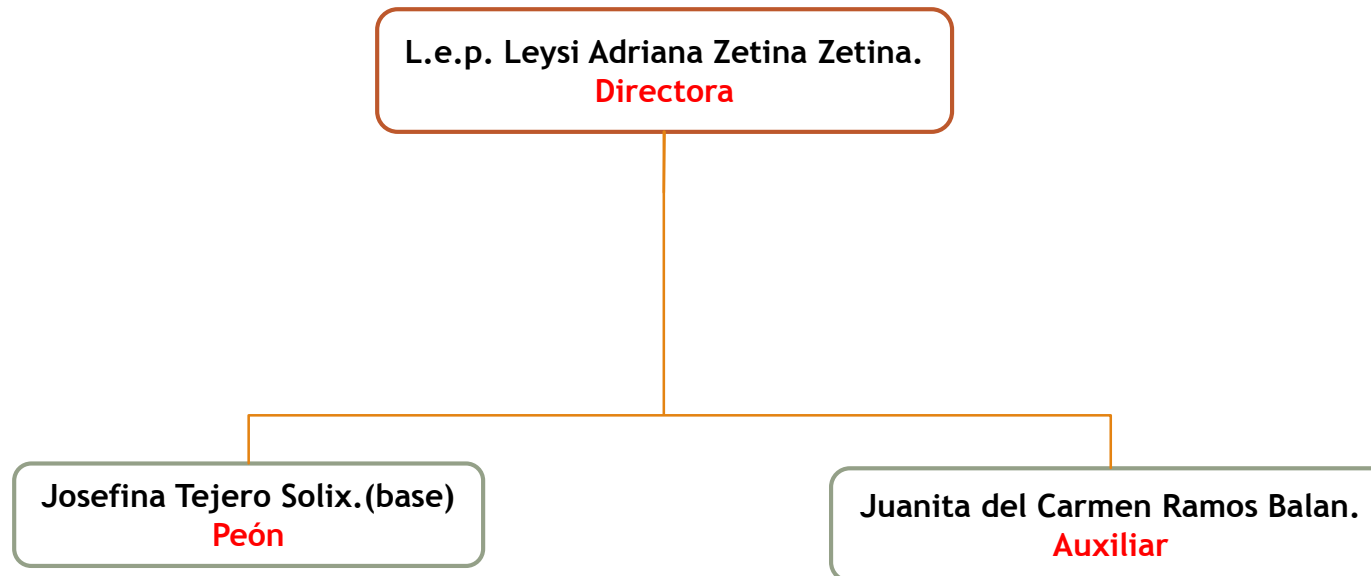 L.e.p. Leysi Adriana Zetina Zetina.
Directora
Josefina Tejero Solix.(base)
Peón
Juanita del Carmen Ramos Balan.
Auxiliar